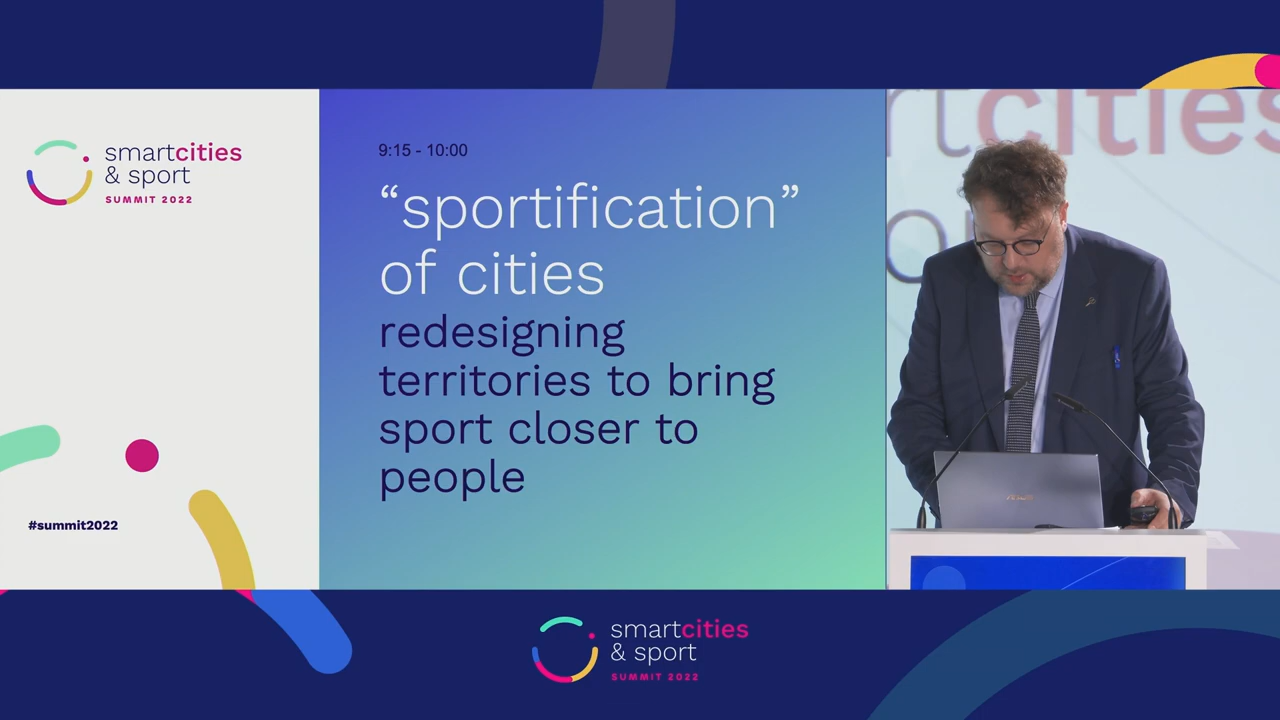 smartcities
& sport
SUMMIT 2022
#summit2022
9:15 - 10:00
“sportification”
of cities
redesigning
territories to bring
sport closer to
people
smartcities
& sport
SUMMIT 2022